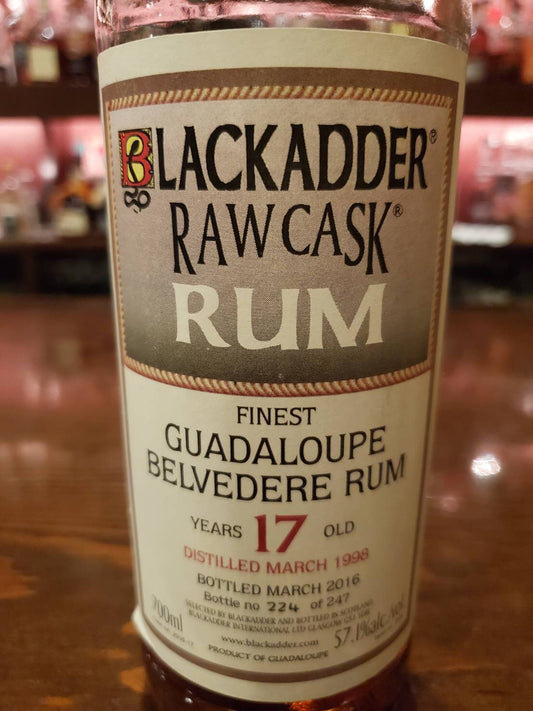 BLACKADDER®
RAW CASK®
RUM
FINEST
GUADALOUPE
BELVEDERE RUM
YEARS 17 OLD
DISTILLED MARCH 1998
BOTTLED MARCH 2016
Bottle no 224 of 247
700ml
SELECTED BY BLACKADDER AND BOTTLED IN SCOTLAND
BLACKADDER INTERNATIONAL LTD GLASGOW
www.blackadder.com
57.1%alc.Vol
PRODUCT OF GUADALOUPE